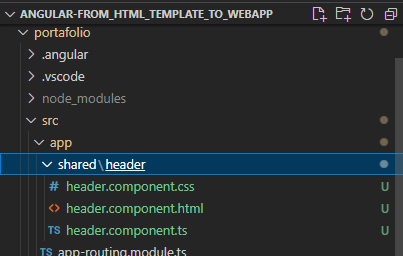 ANGULAR-FROM_HTML_TEMPLATE_TO_WEBAPP
portafolio
.angular
.vscode
node_modules
src
app
shared\header
# header.component.css U
<> header.component.html U
TS header.component.ts U
TS app-routing.module.ts